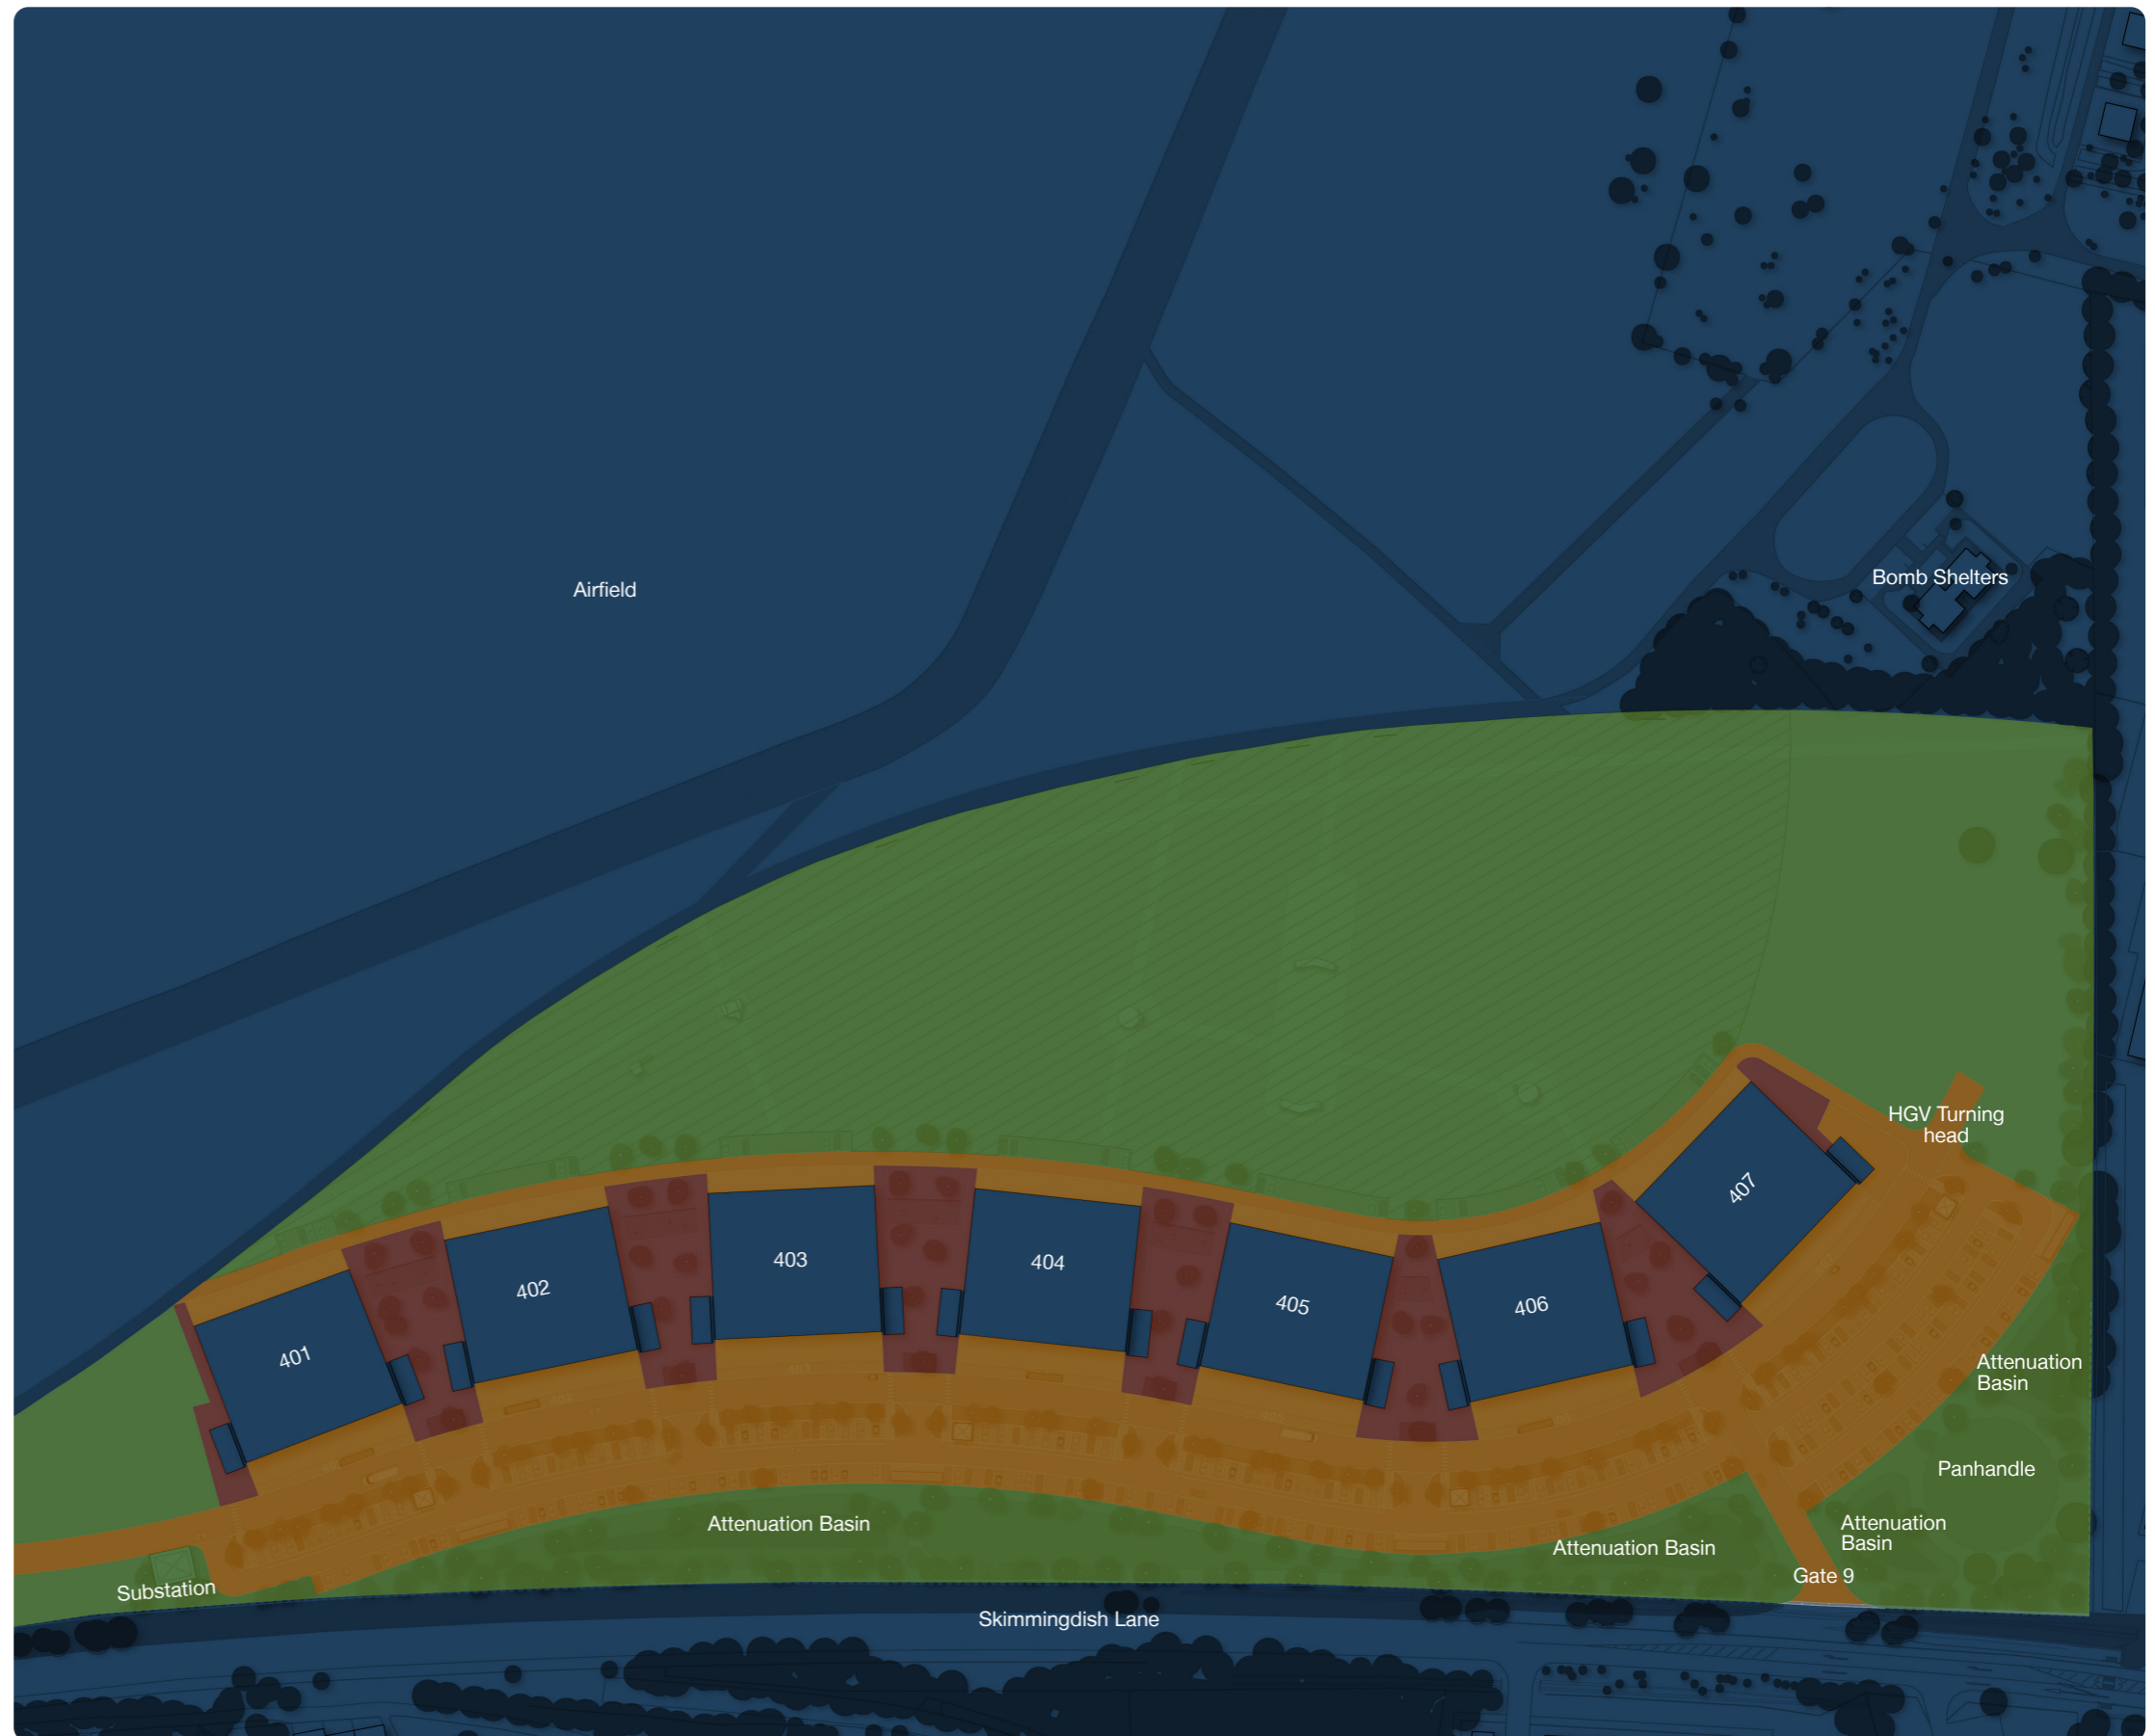 Airfield
Bomb Shelters
HGV Turning
head
407
403
404
402
405
406
401
Attenuation
Basin
Panhandle
Attenuation Basin
Attenuation
Basin
Attenuation Basin
Gate 9
Substation
Skimmingdish Lane